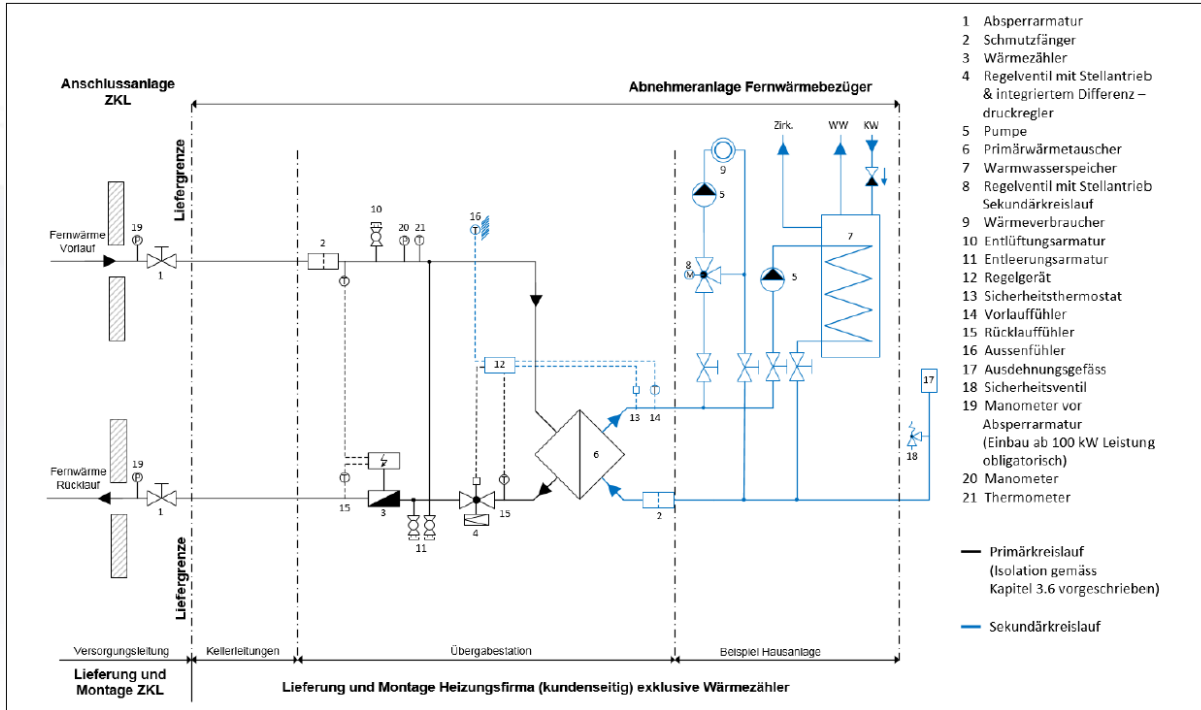 Anschlussanlage
ZKL
Abnehmeranlage Fernwärmebezüger
Liefergrenze
Zirk.
WW
KW
9
5
16
T
10
20
21
P
T
19
P
Fernwärme
Vorlauf
1
2
T
8
M
5
7
12
T
13
14
17
6
18
19
P
Fernwärme
Rücklauf
1
T
15
3
11
4
T
15
2
Liefergrenze
Versorgungsleitung
Kellerleitungen
Übergabestation
Beispiel Hausanlage
Lieferung und
Montage ZKL
Lieferung und Montage Heizungsfirma (kundenseitig) exklusive Wärmezähler
1 Absperrarmatur
2 Schmutzfänger
3 Wärmezähler
4 Regelventil mit Stellantrieb
& integriertem Differenz –
druckregler
5 Pumpe
6 Primärwärmetauscher
7 Warmwasserspeicher
8 Regelventil mit Stellantrieb
Sekundärkreislauf
9 Wärmeverbraucher
10 Entlüftungsarmatur
11 Entleerungsarmatur
12 Regelgerät
13 Sicherheitsthermostat
14 Vorlauffühler
15 Rücklauffühler
16 Aussenfühler
17 Ausdehnungsgefäss
18 Sicherheitsventil
19 Manometer vor
Absperrarmatur
(Einbau ab 100 kW Leistung
obligatorisch)
20 Manometer
21 Thermometer
Primärkreislauf
(Isolation gemäss
Kapitel 3.6 vorgeschrieben)
Sekundärkreislauf